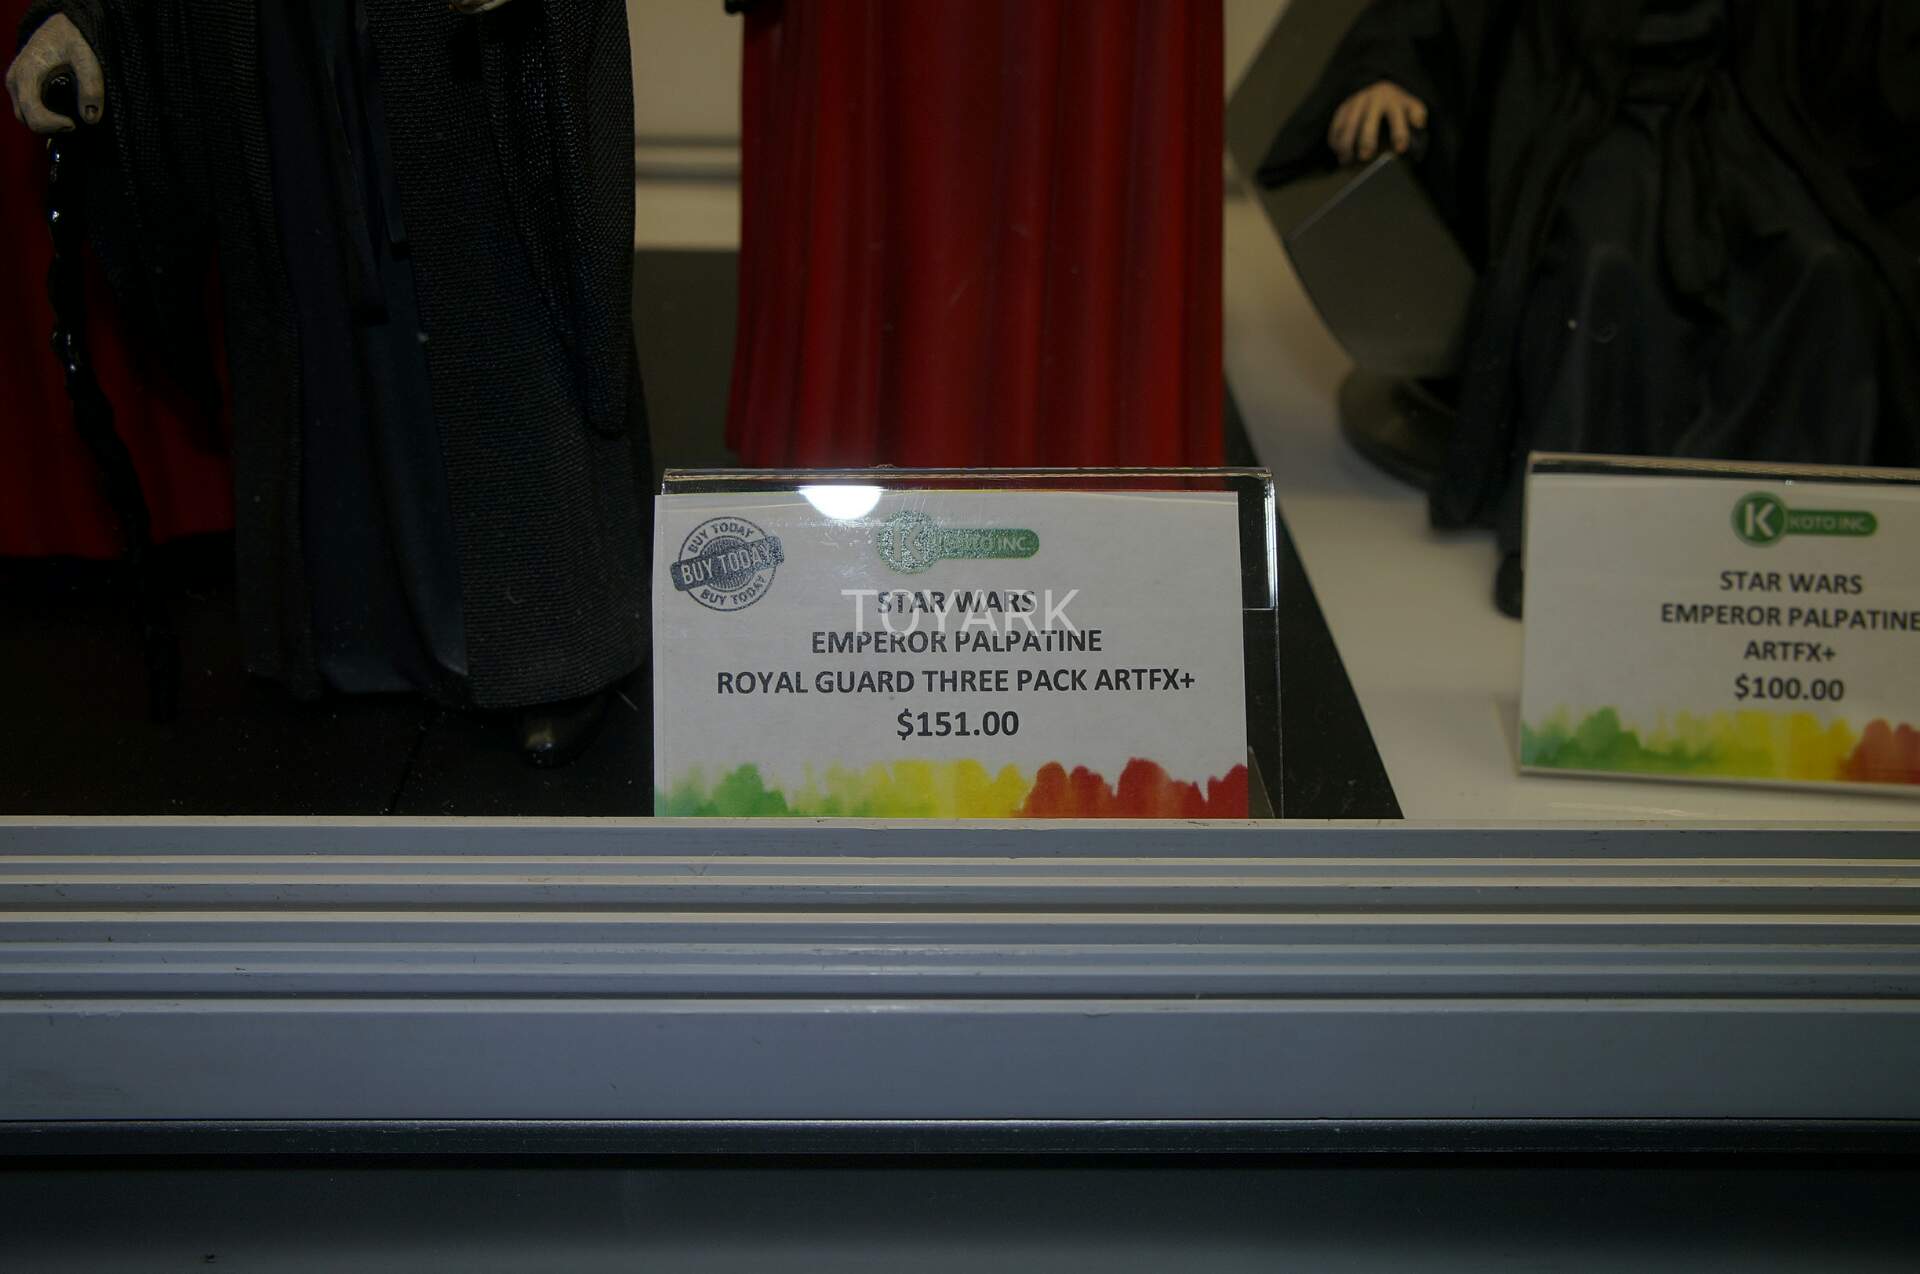 BUY TODAY
BUY TODAY
BUY TODAY
K KOTO INC.
TOYARK
STAR WARS
EMPEROR PALPATINE
ROYAL GUARD THREE PACK ARTFX+
$151.00
K KOTO INC.
STAR WARS
EMPEROR PALPATINE
ARTFX+
$100.00